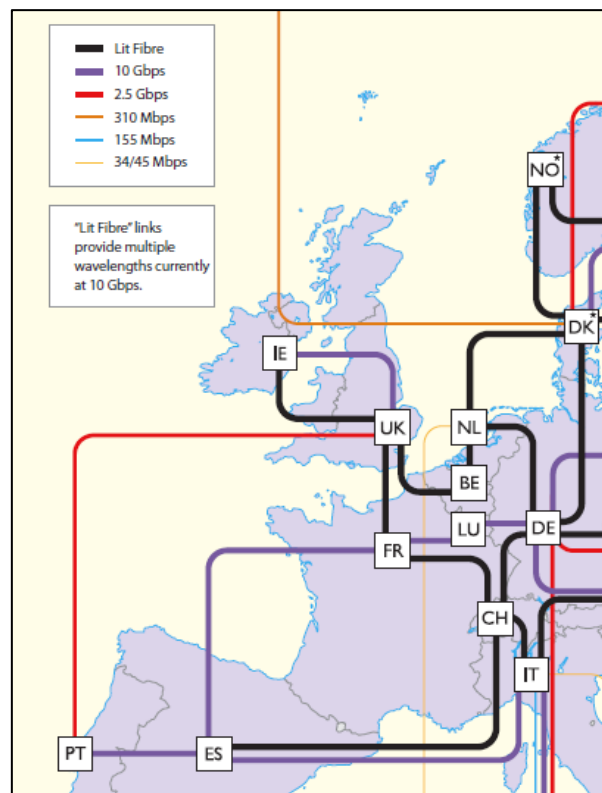 Lit Fibre
10 Gbps
2.5 Gbps
310 Mbps
155 Mbps
34/45 Mbps
"Lit Fibre" links
provide multiple
wavelengths currently
at 10 Gbps.
NO*
DK*
IE
UK
NL
BE
LU
DE
FR
CH
IT
PT
ES